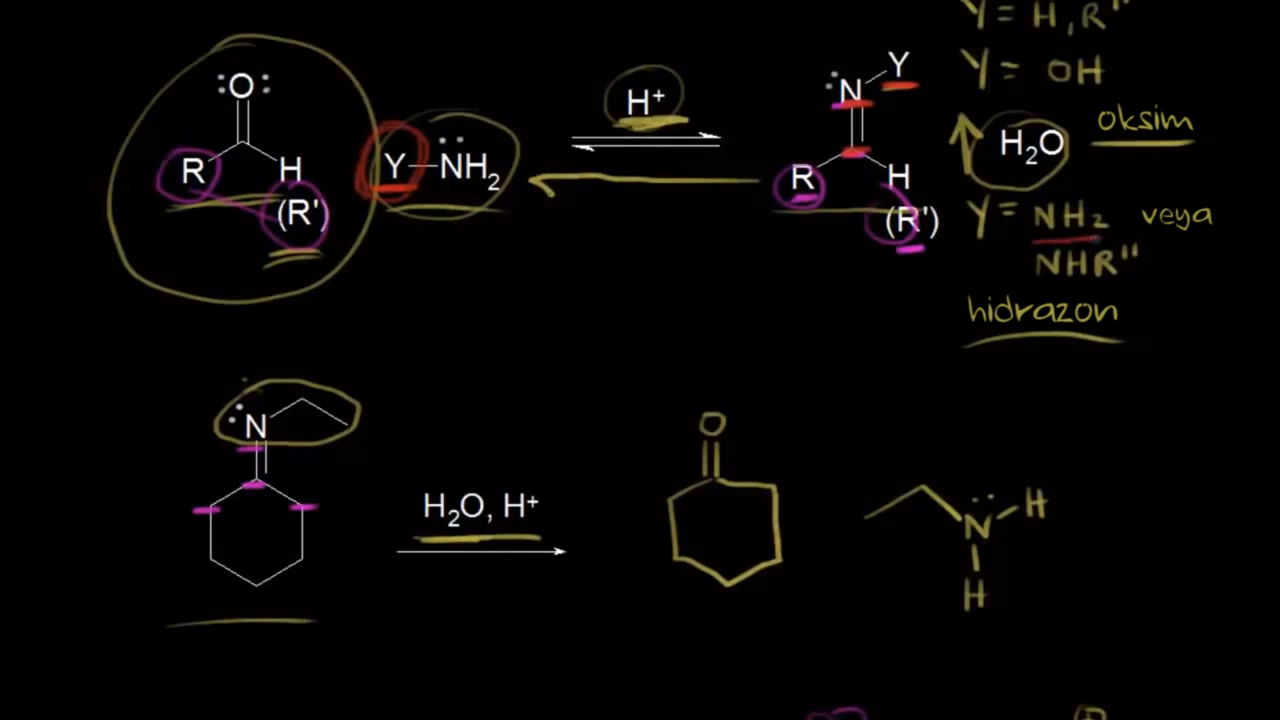 Y = H, R"
Y = OH
oksim
H₂O
Y = NH₂ veya
NHR"
hidrazon
:O:
R H
(R')
Y—NH₂
H⁺
N Y
R H
(R')
N
H₂O, H⁺
O
N H
H